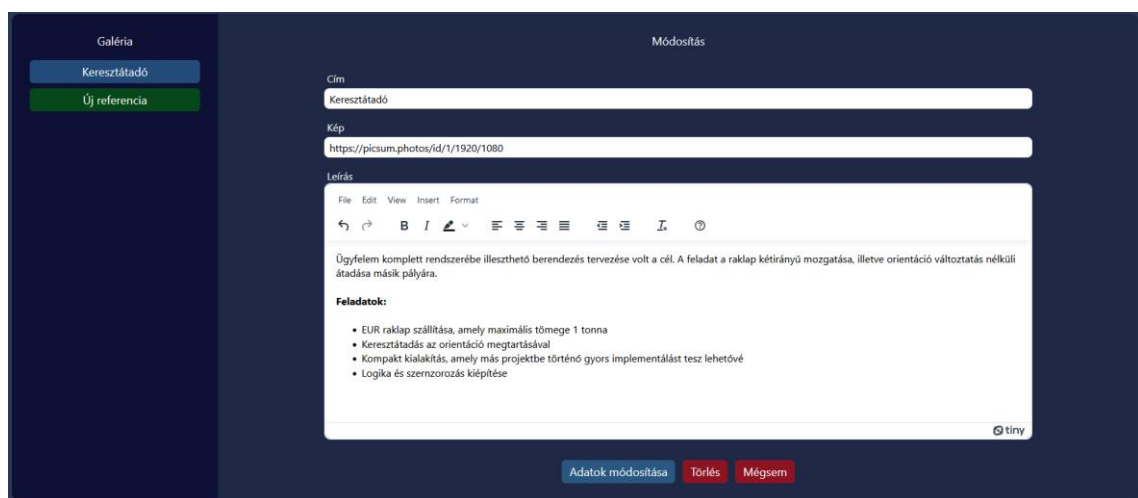 Galéria
Keresztátadó
Új referencia
Módosítás
Cím
Keresztátadó
Kép
https://picsum.photos/id/1/1920/1080
Leírás
File Edit View Insert Format
Ügyfelem komplett rendszerébe illeszthető berendezés tervezése volt a cél. A feladat a raklap kétirányú mozgatása, illetve orientáció változtatás nélküli
átadása másik pályára.
Feladatok:
• EUR raklap szállítása, amely maximális tömege 1 tonna
• Keresztátadás az orientáció megtartásával
• Kompakt kialakítás, amely más projektbe történő gyors implementálást tesz lehetővé
• Logika és szernzorozás kiépítése
tiny
Adatok módosítása Törlés Mégsem